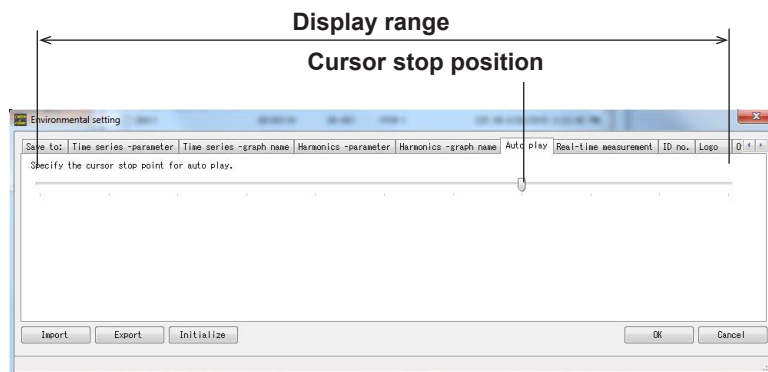 Display range
Cursor stop position
Environmental setting
Save to: Time series -parameter Time series -graph name Harmonics -parameter Harmonics -graph name Auto play Real-time measurement ID no. Logo
Specify the cursor stop point for auto play.
Import Export Initialize OK Cancel